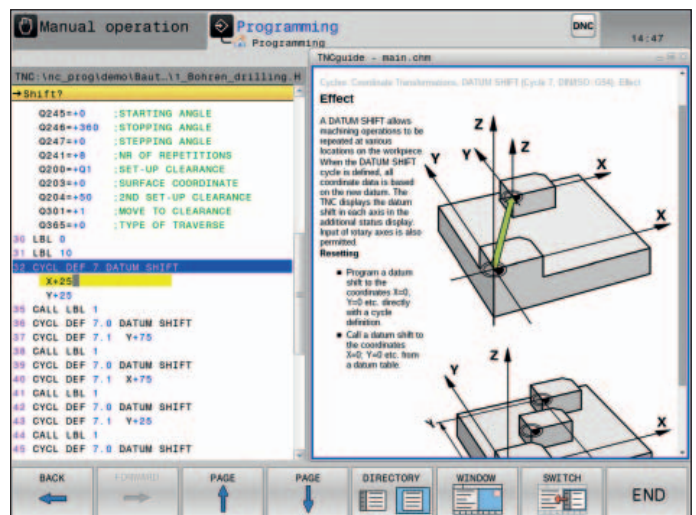 Manual operation
Programming
Programming
DNC
14:47
TNCguide - main.chm
TNC:\nc_prog\demo\Baut…\1_Bohren_drilling.H
→Shift?
Q245=+0 ;STARTING ANGLE
Q246=+360 ;STOPPING ANGLE
Q247=+0 ;STEPPING ANGLE
Q241=+8 ;NR OF REPETITIONS
Q200=+Q1 ;SET-UP CLEARANCE
Q203=+0 ;SURFACE COORDINATE
Q204=+50 ;2ND SET-UP CLEARANCE
Q301=+1 ;MOVE TO CLEARANCE
Q365=+0 ;TYPE OF TRAVERSE
30 LBL 0
31 LBL 10
32 CYCL DEF 7 DATUM SHIFT
X+25
Y+25
35 CALL LBL 1
36 CYCL DEF 7.0 DATUM SHIFT
37 CYCL DEF 7.1 Y+75
38 CALL LBL 1
39 CYCL DEF 7.0 DATUM SHIFT
40 CYCL DEF 7.1 X+75
41 CALL LBL 1
42 CYCL DEF 7.0 DATUM SHIFT
43 CYCL DEF 7.1 Y+25
44 CALL LBL 1
45 CYCL DEF 7.0 DATUM SHIFT
Cycles: Coordinate Transformations, DATUM SHIFT (Cycle 7, DIN/ISO: G54), Effect
Effect
A DATUM SHIFT allows
machining operations to be
repeated at various
locations on the workpiece.
When the DATUM SHIFT
cycle is defined, all
coordinate data is based
on the new datum. The
TNC displays the datum
shift in each axis in the
additional status display.
Input of rotary axes is also
permitted.
Resetting
Program a datum
shift to the
coordinates X=0;
Y=0 etc. directly
with a cycle
definition.
Call a datum shift to
the coordinates
X=0; Y=0 etc. from
a datum table.
Z
Z
Y
Y
X
X
Z
Y
X
Y
BACK
FORWARD
PAGE
PAGE
DIRECTORY
WINDOW
SWITCH
END